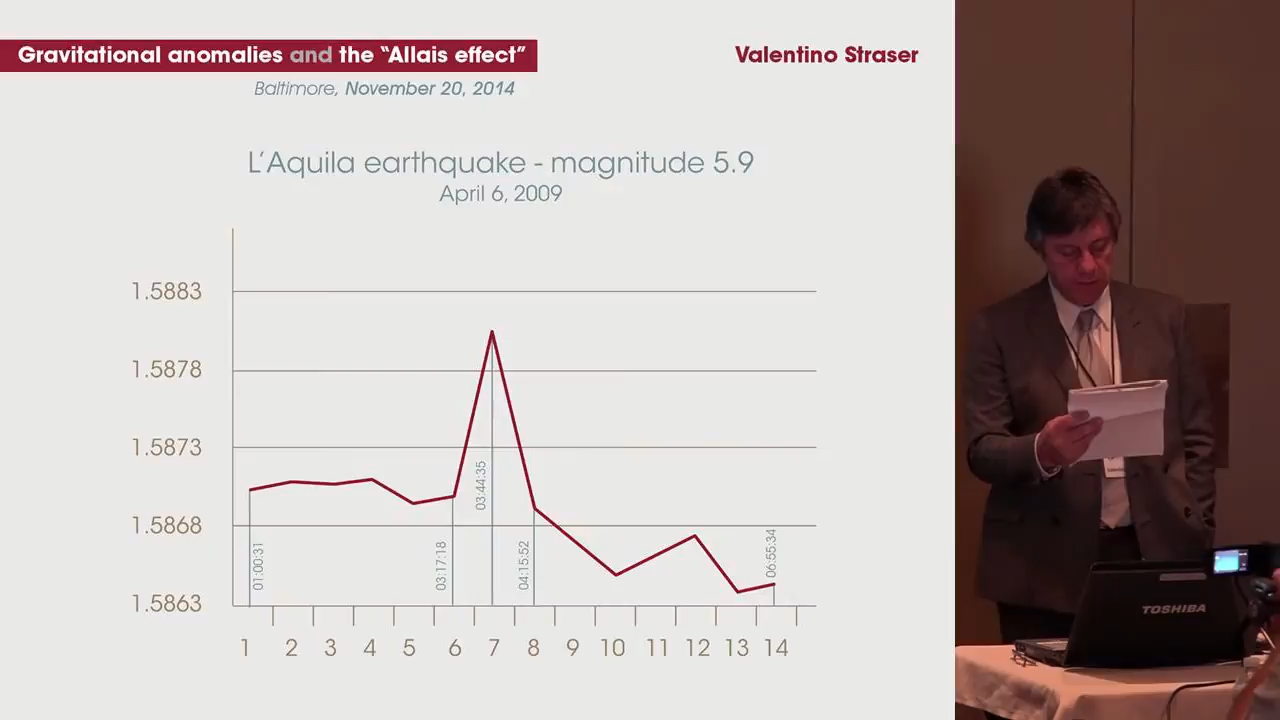 Gravitational anomalies and the “Allais effect”
Valentino Straser
Baltimore, November 20, 2014
L’Aquila earthquake - magnitude 5.9
April 6, 2009
1.5883
1.5878
1.5873
1.5868
1.5863
01:00:31
03:17:18
03:44:35
04:15:52
06:55:34
1 2 3 4 5 6 7 8 9 10 11 12 13 14
TOSHIBA